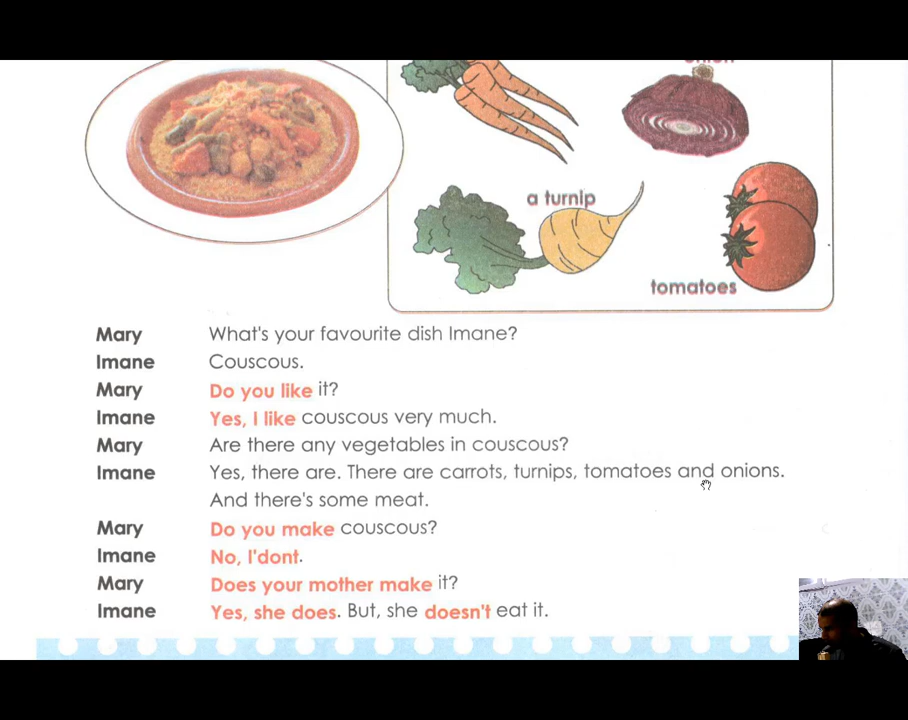 onion
a turnip
tomatoes
Mary What's your favourite dish Imane?
Imane Couscous.
Mary Do you like it?
Imane Yes, I like couscous very much.
Mary Are there any vegetables in couscous?
Imane Yes, there are. There are carrots, turnips, tomatoes and onions.
And there's some meat.
Mary Do you make couscous?
Imane No, I'dont.
Mary Does your mother make it?
Imane Yes, she does. But, she doesn't eat it.